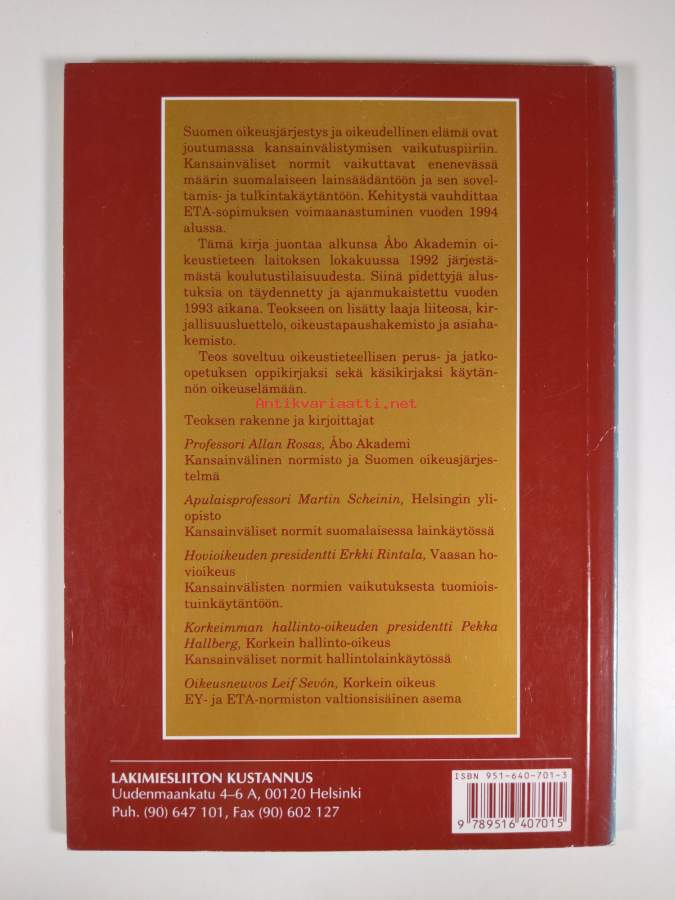 Suomen oikeusjärjestys ja oikeudellinen elämä ovat
joutumassa kansainvälistymisen vaikutuspiiriin.
Kansainväliset normit vaikuttavat enenevässä
määrin suomalaiseen lainsäädäntöön ja sen sovel-
tamis- ja tulkintakäytäntöön. Kehitystä vauhdittaa
ETA-sopimuksen voimaanastuminen vuoden 1994
alussa.
Tämä kirja juontaa alkunsa Åbo Akademin oi-
keustieteen laitoksen lokakuussa 1992 järjestä-
mästä koulutustilaisuudesta. Siinä pidettyjä alus-
tuksia on täydennetty ja ajanmukaistettu vuoden
1993 aikana. Teokseen on lisätty laaja liiteosa, kir-
jallisuusluettelo, oikeustapaushakemisto ja asiaha-
kemisto.
Teos soveltuu oikeustieteellisen perus- ja jatko-
opetuksen oppikirjaksi sekä käsikirjaksi käytän-
nön oikeuselämään.
Antikvariaatti.net
Teoksen rakenne ja kirjoittajat
Professori Allan Rosas, Åbo Akademi
Kansainvälinen normisto ja Suomen oikeusjärjes-
telmä
Apulaisprofessori Martin Scheinin, Helsingin yli-
opisto
Kansainväliset normit suomalaisessa lainkäytössä
Hovioikeuden presidentti Erkki Rintala, Vaasan ho-
vioikeus
Kansainvälisten normien vaikutuksesta tuomiois-
tuinkäytäntöön.
Korkeimman hallinto-oikeuden presidentti Pekka
Hallberg, Korkein hallinto-oikeus
Kansainväliset normit hallintolainkäytössä
Oikeusneuvos Leif Sevón, Korkein oikeus
EY- ja ETA-normiston valtionsisäinen asema
LAKIMIESLIITON KUSTANNUS
Uudenmaankatu 4–6 A, 00120 Helsinki
Puh. (90) 647 101, Fax (90) 602 127
ISBN 951-640-701-3
9 789516 407015